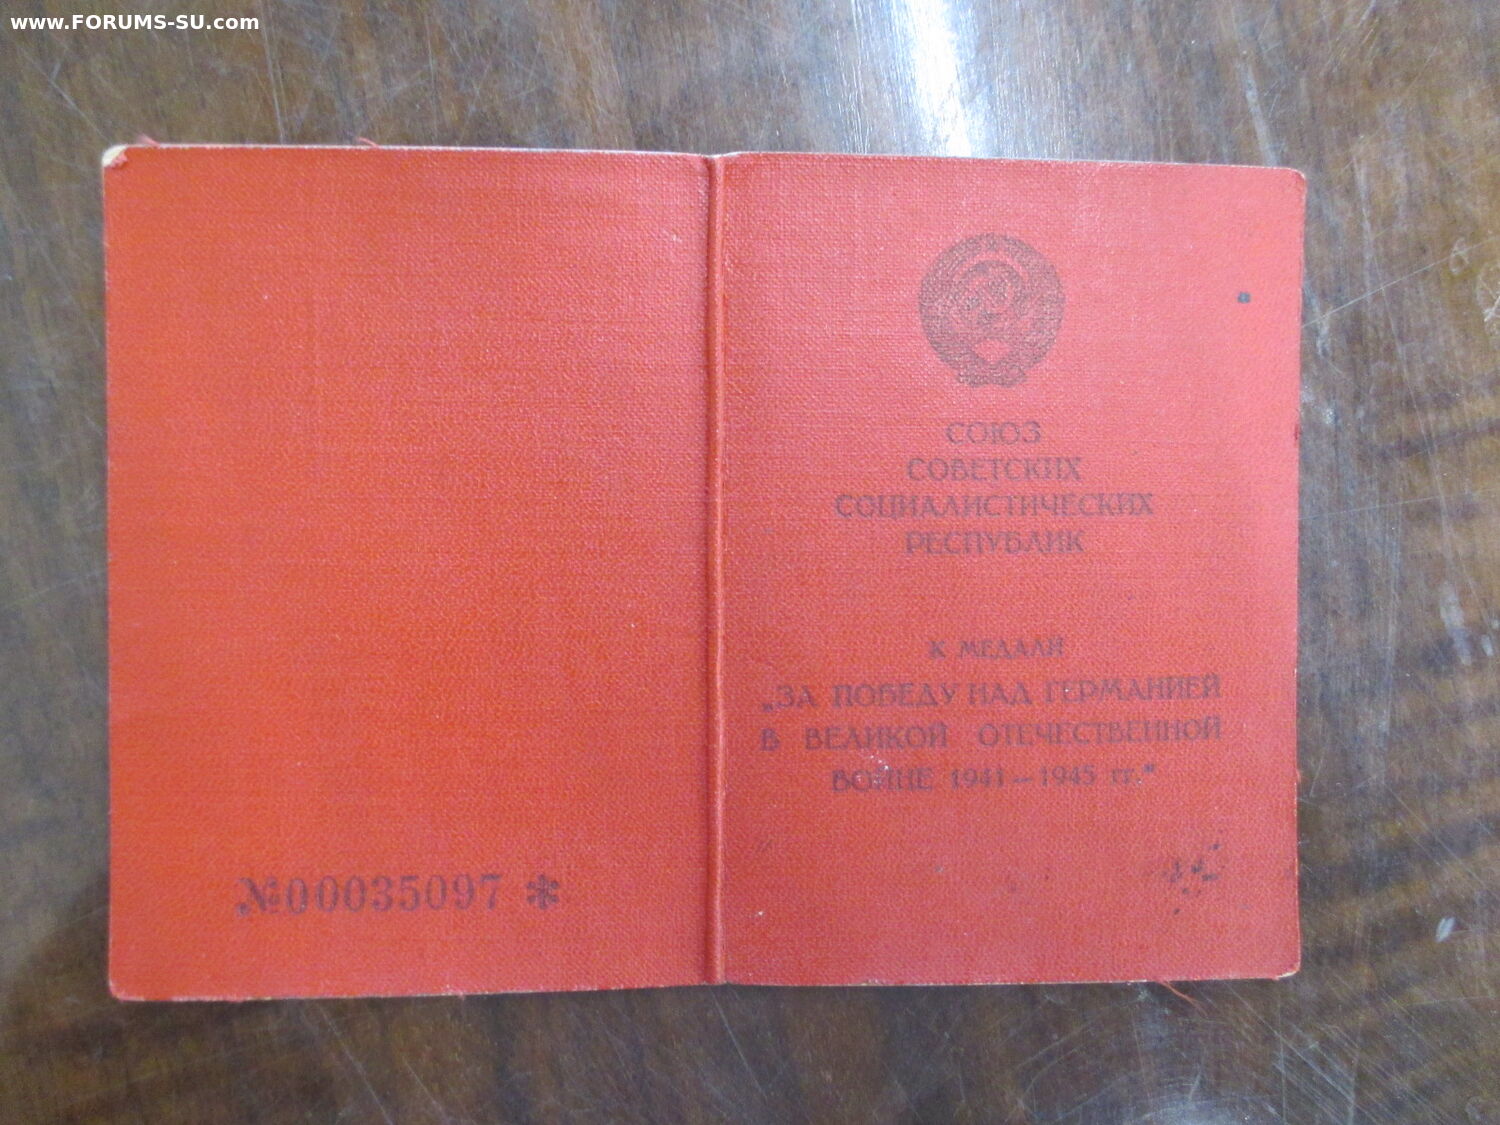 www.FORUMS-SU.com
СОЮЗ
СОВЕТСКИХ
СОЦИАЛИСТИЧЕСКИХ
РЕСПУБЛИК
К МЕДАЛИ
„ЗА ПОБЕДУ НАД ГЕРМАНИЕЙ
В ВЕЛИКОЙ ОТЕЧЕСТВЕННОЙ
ВОЙНЕ 1941—1945 гг.“
№00035097 *